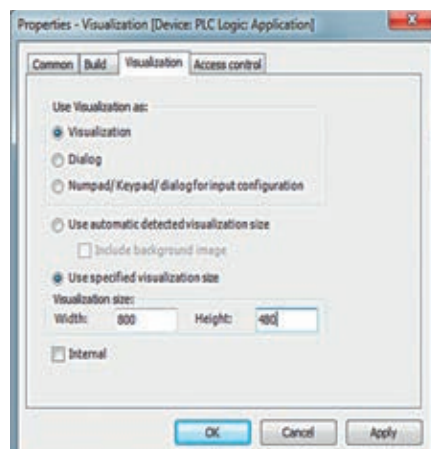 Properties - Visualization [Device: PLC Logic: Application]
Common Build Visualization Access control
Use Visualization as:
Visualization
Dialog
Numpad/ Keypad/ dialog for input configuration
Use automatic detected visualization size
Include background image
Use specified visualization size
Visualization size:
Width: 800 Height: 480
Internal
OK Cancel Apply